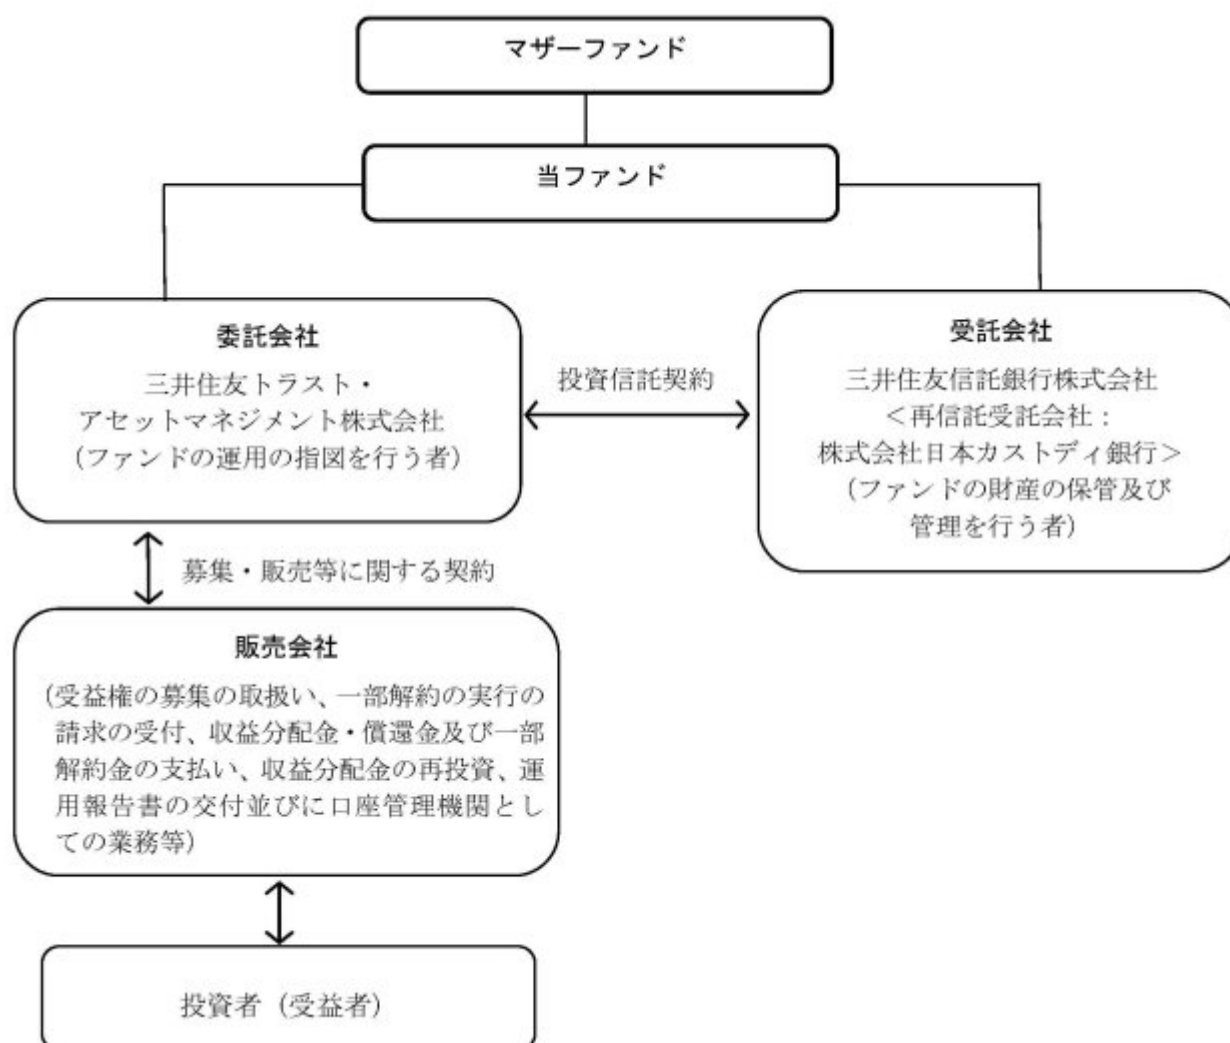 マザーファンド
当ファンド
委託会社
三井住友トラスト・
アセットマネジメント株式会社
（ファンドの運用の指図を行う者）
投資信託契約
受託会社
三井住友信託銀行株式会社
＜再信託受託会社：
株式会社日本カストディ銀行＞
（ファンドの財産の保管及び
管理を行う者）
募集・販売等に関する契約
販売会社
（受益権の募集の取扱い、一部解約の実行の
請求の受付、収益分配金・償還金及び一部
解約金の支払い、収益分配金の再投資、運
用報告書の交付並びに口座管理機関とし
ての業務等）
投資者（受益者）